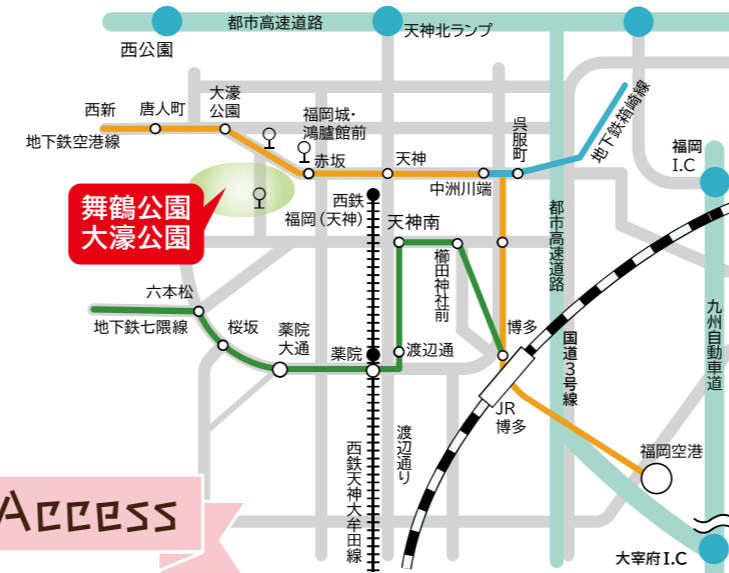 都市高速道路
天神北ランプ
西公園
西新
唐人町
大濠
公園
地下鉄空港線
福岡城・
鴻臚館前
赤坂
天神
中洲川端
呉服町
地下鉄箱崎線
福岡
I.C
舞鶴公園
大濠公園
西鉄
福岡(天神)
天神南
櫛田神社前
都市高速道路
六本松
地下鉄七隈線
桜坂
薬院
大通
薬院
渡辺通
博多
国道3号線
九州自動車道
JR
博多
渡辺通り
西鉄天神大牟田線
福岡空港
大宰府I.C
Access